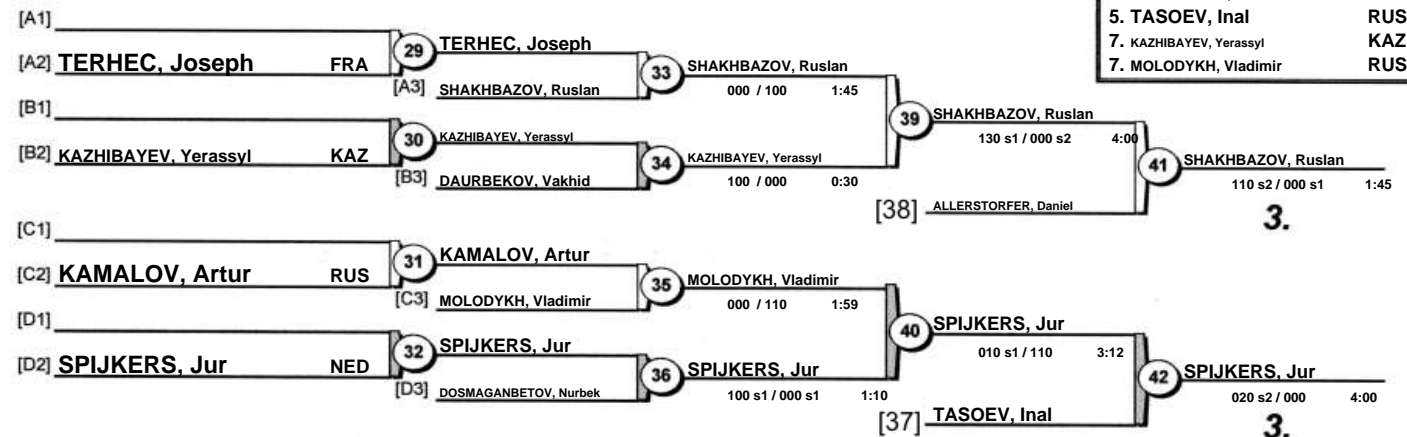 5. TASOEV, Inal RUS
7. KAZHIBAYEV, Yerassyl KAZ
7. MOLODYKH, Vladimir RUS
[A1]
[A2] TERHEC, Joseph FRA
29
TERHEC, Joseph
[A3] SHAKHBAZOV, Ruslan
33
SHAKHBAZOV, Ruslan
000 / 100 1:45
[B1]
[B2] KAZHIBAYEV, Yerassyl KAZ
30
KAZHIBAYEV, Yerassyl
[B3] DAURBEKOV, Vakhid
34
KAZHIBAYEV, Yerassyl
100 / 000 0:30
39
SHAKHBAZOV, Ruslan
130 s1 / 000 s2 4:00
[38] ALLERSTORFER, Daniel
41
SHAKHBAZOV, Ruslan
110 s2 / 000 s1 1:45
3.
[C1]
[C2] KAMALOV, Artur RUS
31
KAMALOV, Artur
[C3] MOLODYKH, Vladimir
35
MOLODYKH, Vladimir
000 / 110 1:59
[D1]
[D2] SPIJKERS, Jur NED
32
SPIJKERS, Jur
[D3] DOSMAGANBETOV, Nurbek
36
SPIJKERS, Jur
100 s1 / 000 s1 1:10
40
SPIJKERS, Jur
010 s1 / 110 3:12
[37] TASOEV, Inal
42
SPIJKERS, Jur
020 s2 / 000 4:00
3.